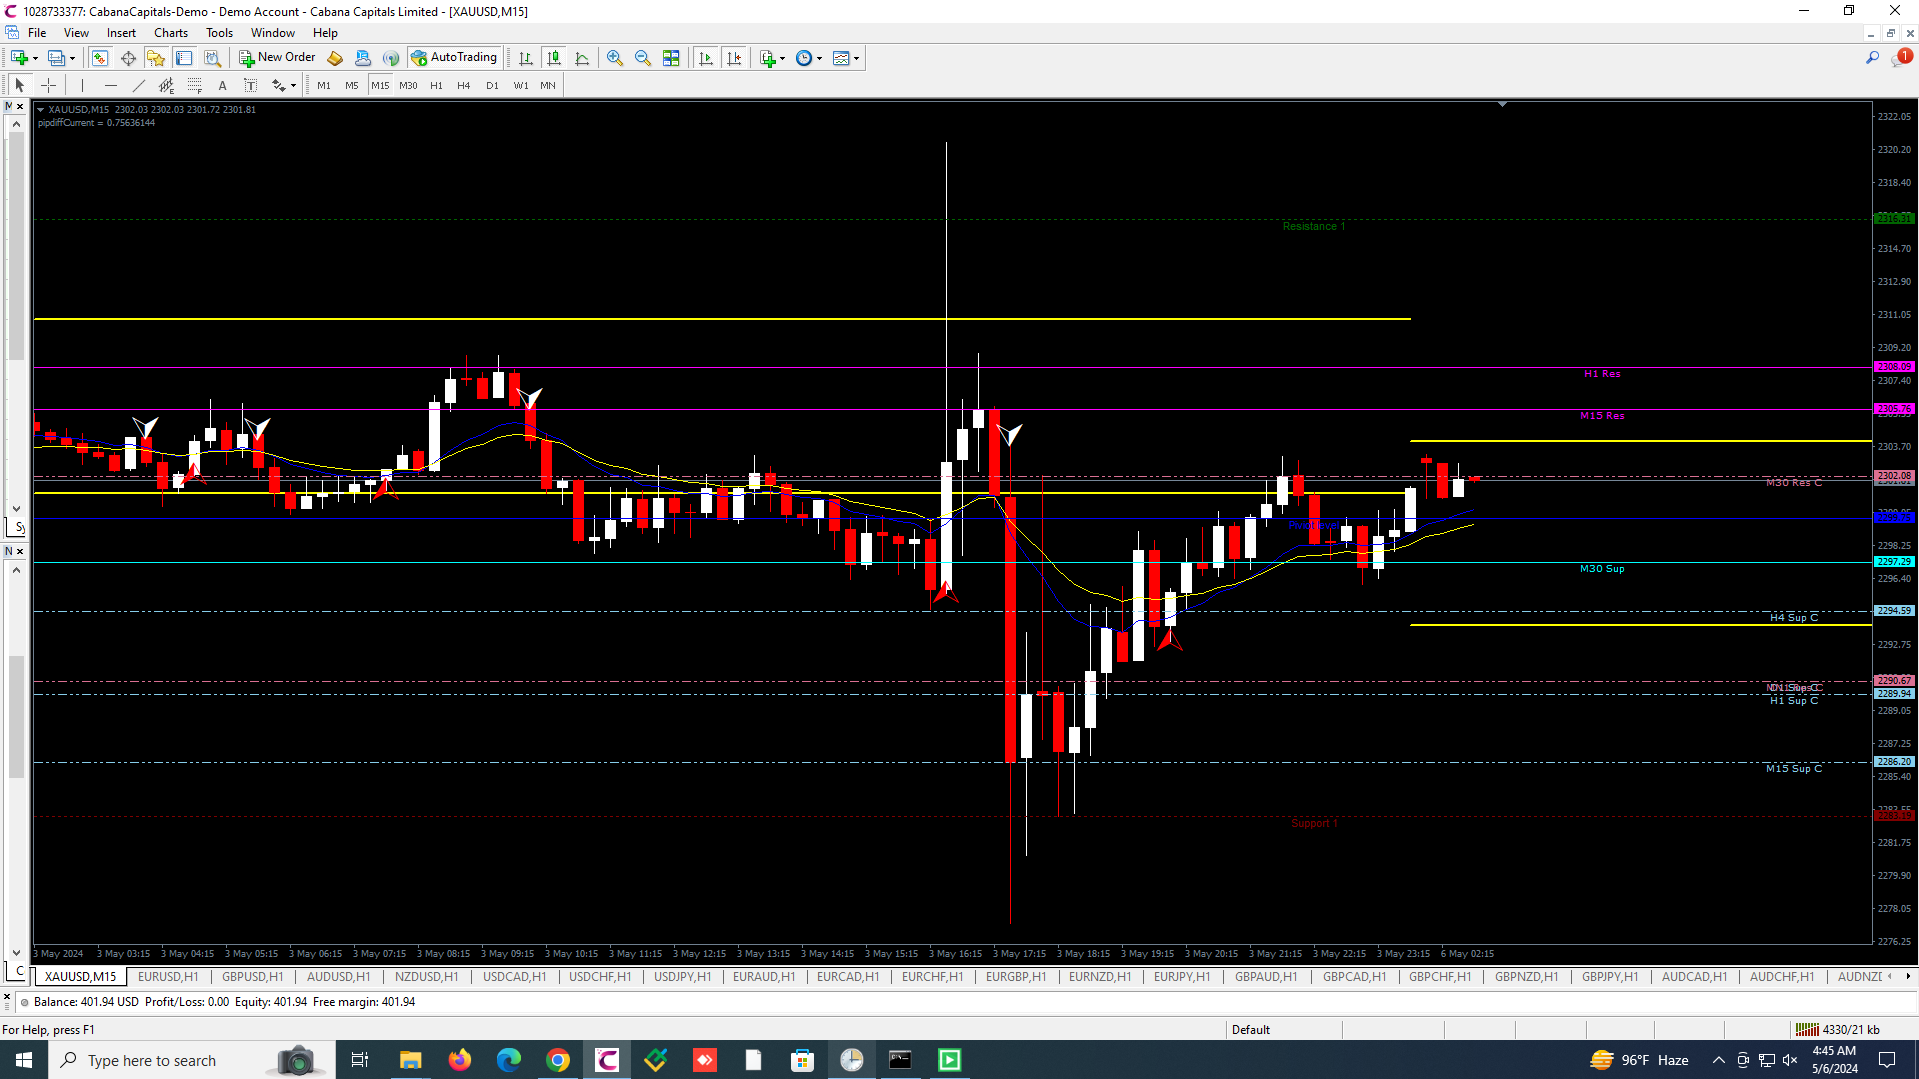 1028733377: CabanaCapitals-Demo - Demo Account - Cabana Capitals Limited - [XAUUSD,M15]
File View Insert Charts Tools Window Help
New Order AutoTrading 1
A T M1 M5 M15 M30 H1 H4 D1 W1 MN
XAUUSD,M15 2302.03 2302.03 2301.72 2301.81
pipdiffCurrent = 0.75636144
2322.05
2320.20
2318.40
2316.31
Resistance 1
2314.70
2312.90
2311.05
2309.20
2308.09
H1 Res
2307.40
2305.76
M15 Res
2303.70
2302.08
M30 Res C
2298.25
2297.29
M30 Sup
2296.40
2294.59
H4 Sup C
2292.75
2290.67
2289.94
H1 Sup C
2289.05
2287.25
2286.20
M15 Sup C
2285.40
Support 1
2281.75
2279.90
2278.05
2276.25
3 May 2024 3 May 03:15 3 May 04:15 3 May 05:15 3 May 06:15 3 May 07:15 3 May 08:15 3 May 09:15 3 May 10:15 3 May 11:15 3 May 12:15 3 May 13:15 3 May 14:15 3 May 15:15 3 May 16:15 3 May 17:15 3 May 18:15 3 May 19:15 3 May 20:15 3 May 21:15 3 May 22:15 3 May 23:15 6 May 02:15
XAUUSD,M15 EURUSD,H1 GBPUSD,H1 AUDUSD,H1 NZDUSD,H1 USDCAD,H1 USDCHF,H1 USDJPY,H1 EURAUD,H1 EURCAD,H1 EURCHF,H1 EURGBP,H1 EURNZD,H1 EURJPY,H1 GBPAUD,H1 GBPCAD,H1 GBPCHF,H1 GBPNZD,H1 GBPJPY,H1 AUDCAD,H1 AUDCHF,H1 AUDNZD
Balance: 401.94 USD Profit/Loss: 0.00 Equity: 401.94 Free margin: 401.94
For Help, press F1 Default 4330/21 kb
Type here to search 96°F Haze 4:45 AM
5/6/2024